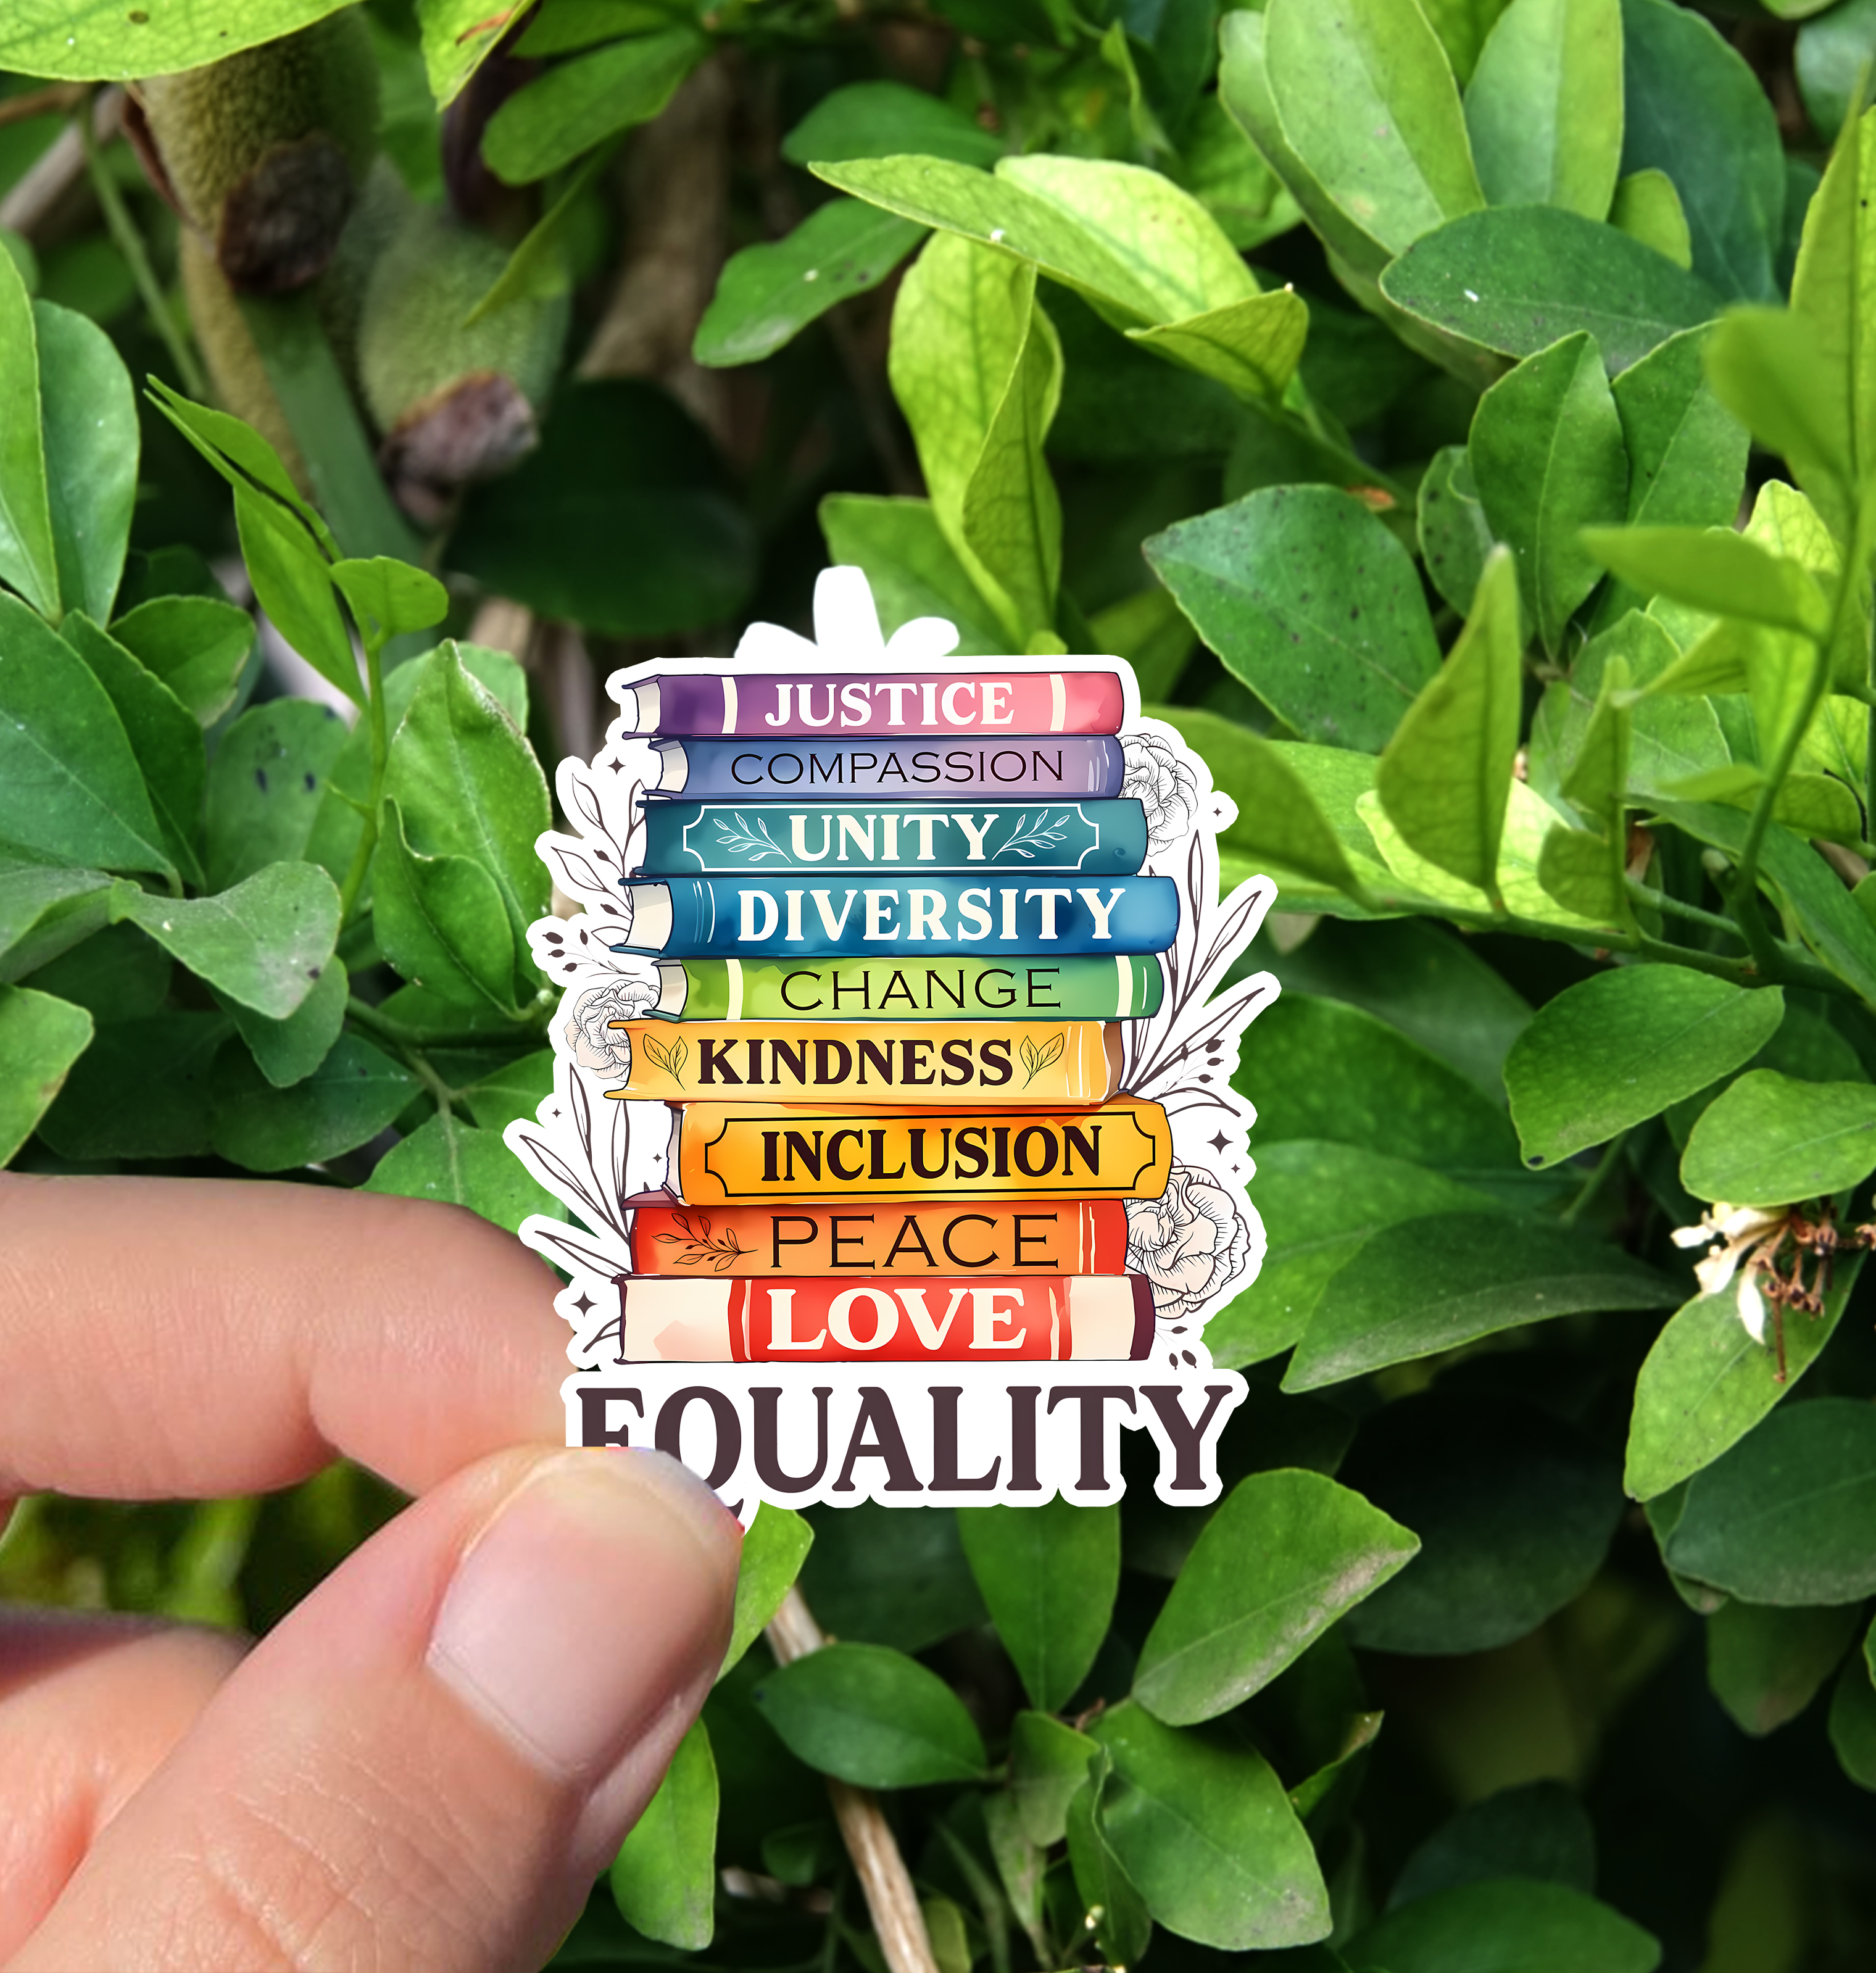 JUSTICE
COMPASSION
UNITY
DIVERSITY
CHANGE
KINDNESS
INCLUSION
PEACE
LOVE
EQUALITY